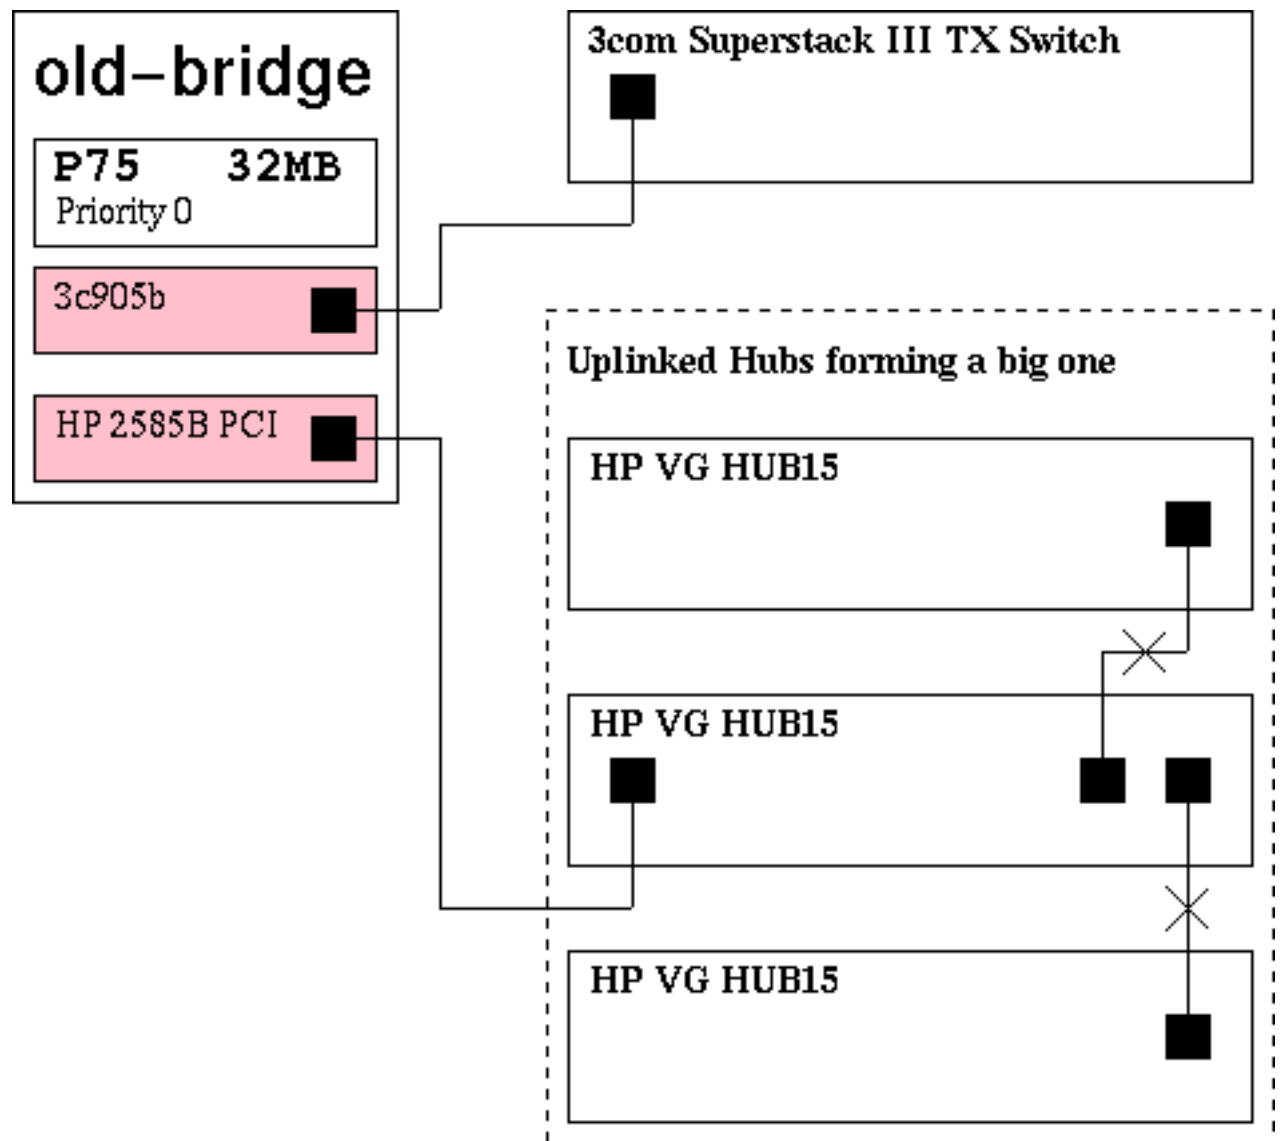 old-bridge
P75 32MB
Priority 0
3c905b
HP 2585B PCI
3com Superstack III TX Switch
Uplinked Hubs forming a big one
HP VG HUB15
HP VG HUB15
HP VG HUB15